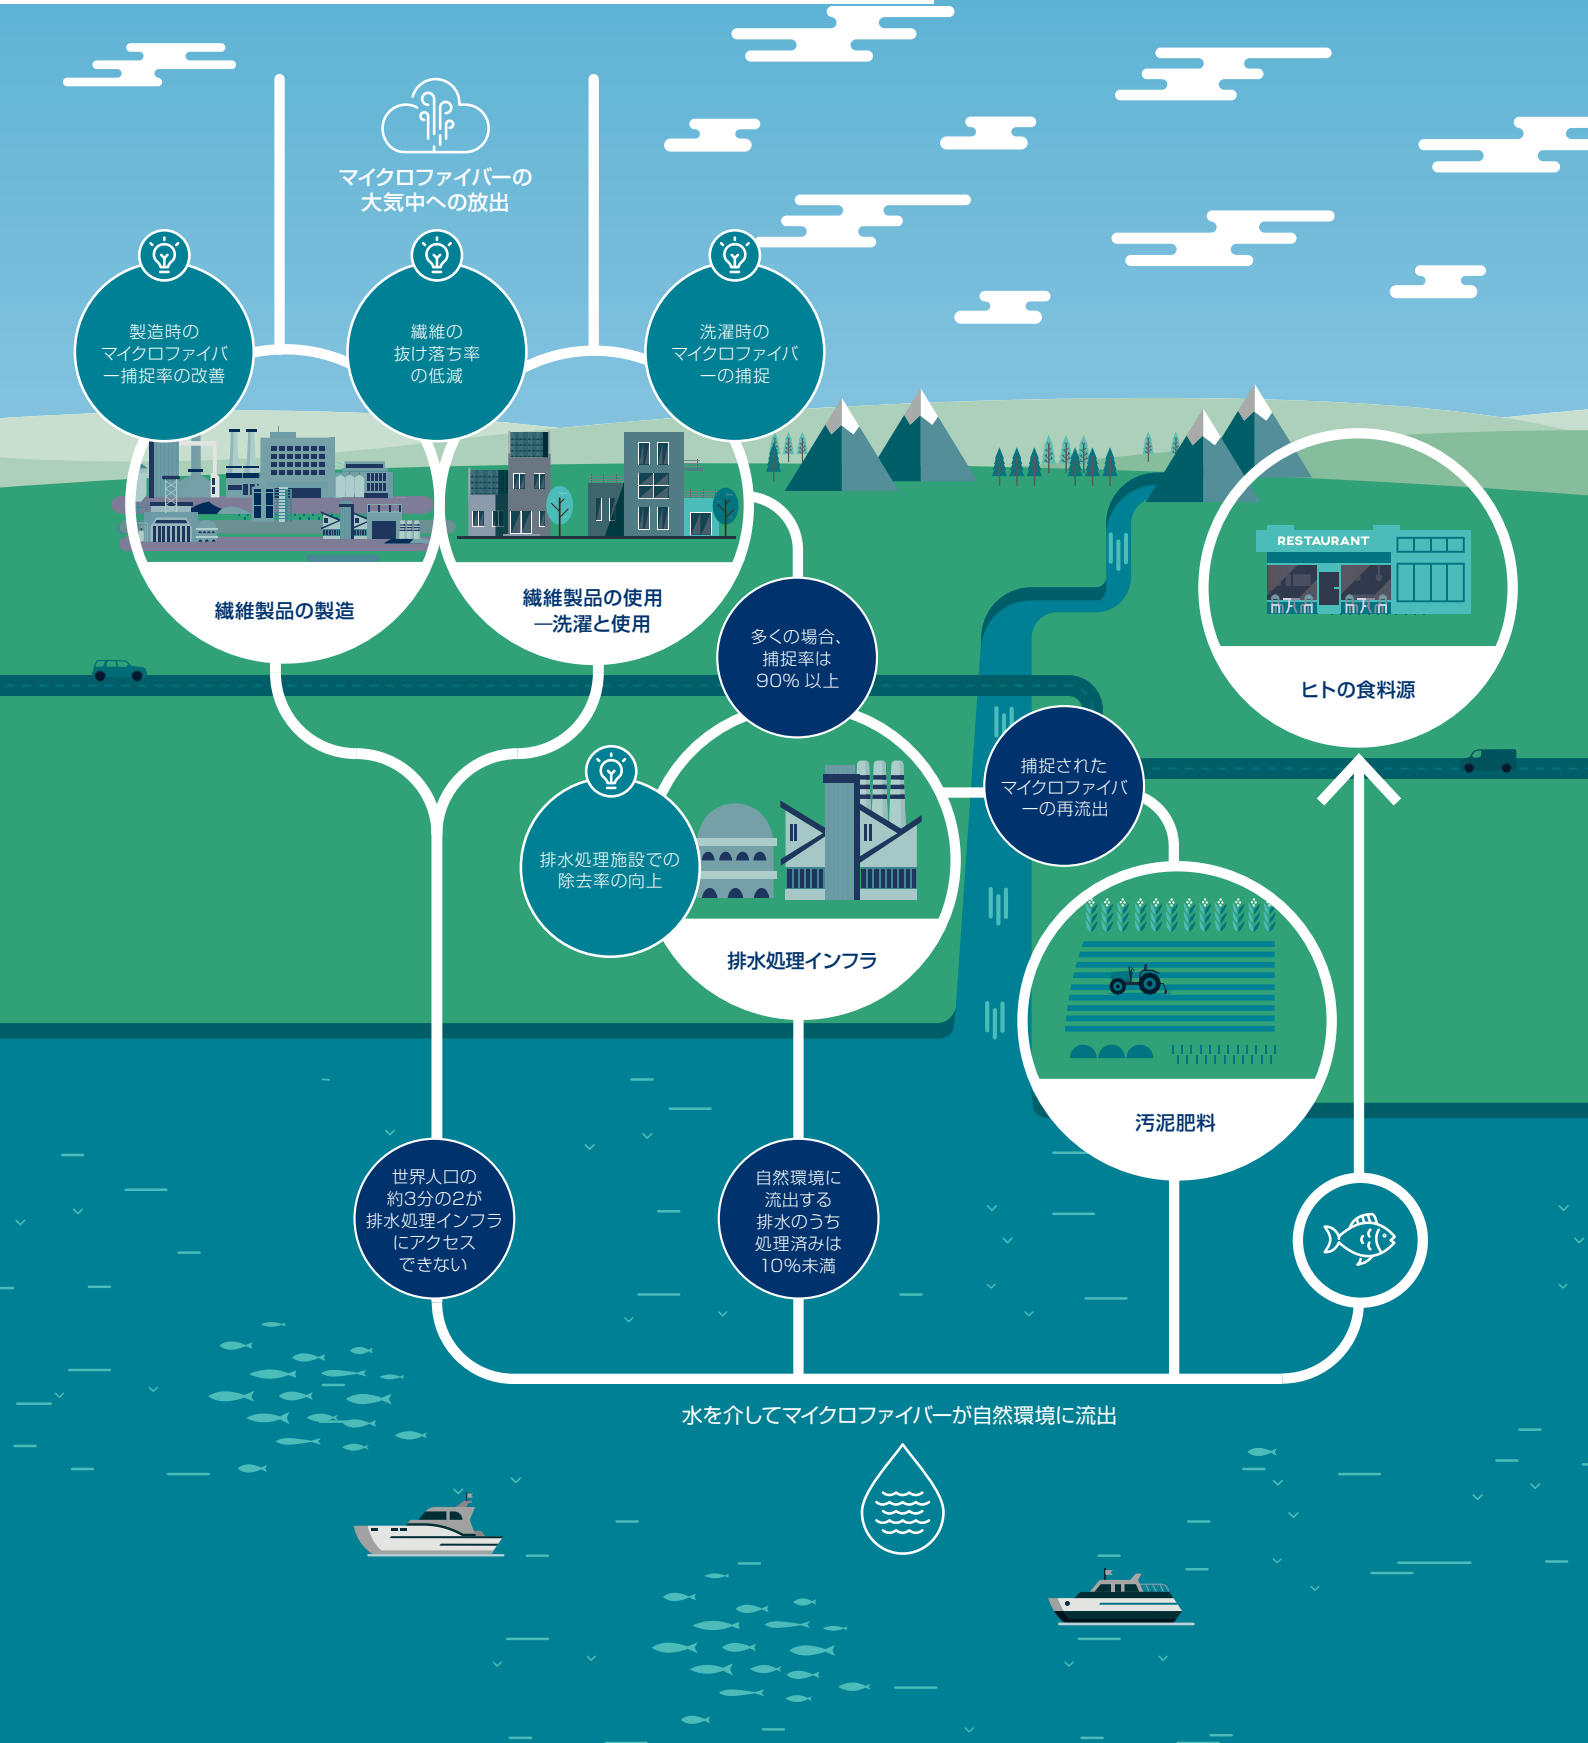 マイクロファイバーの
大気中への放出
製造時の
マイクロファイバ
ー捕捉率の改善
繊維の
抜け落ち率
の低減
洗濯時の
マイクロファイバ
ーの捕捉
繊維製品の製造
繊維製品の使用
—洗濯と使用
RESTAURANT
ヒトの食料源
多くの場合、
捕捉率は
90% 以上
捕捉された
マイクロファイバ
ーの再流出
排水処理施設での
除去率の向上
排水処理インフラ
汚泥肥料
世界人口の
約3分の2が
排水処理インフラ
にアクセス
できない
自然環境に
流出する
排水のうち
処理済みは
10%未満
水を介してマイクロファイバーが自然環境に流出